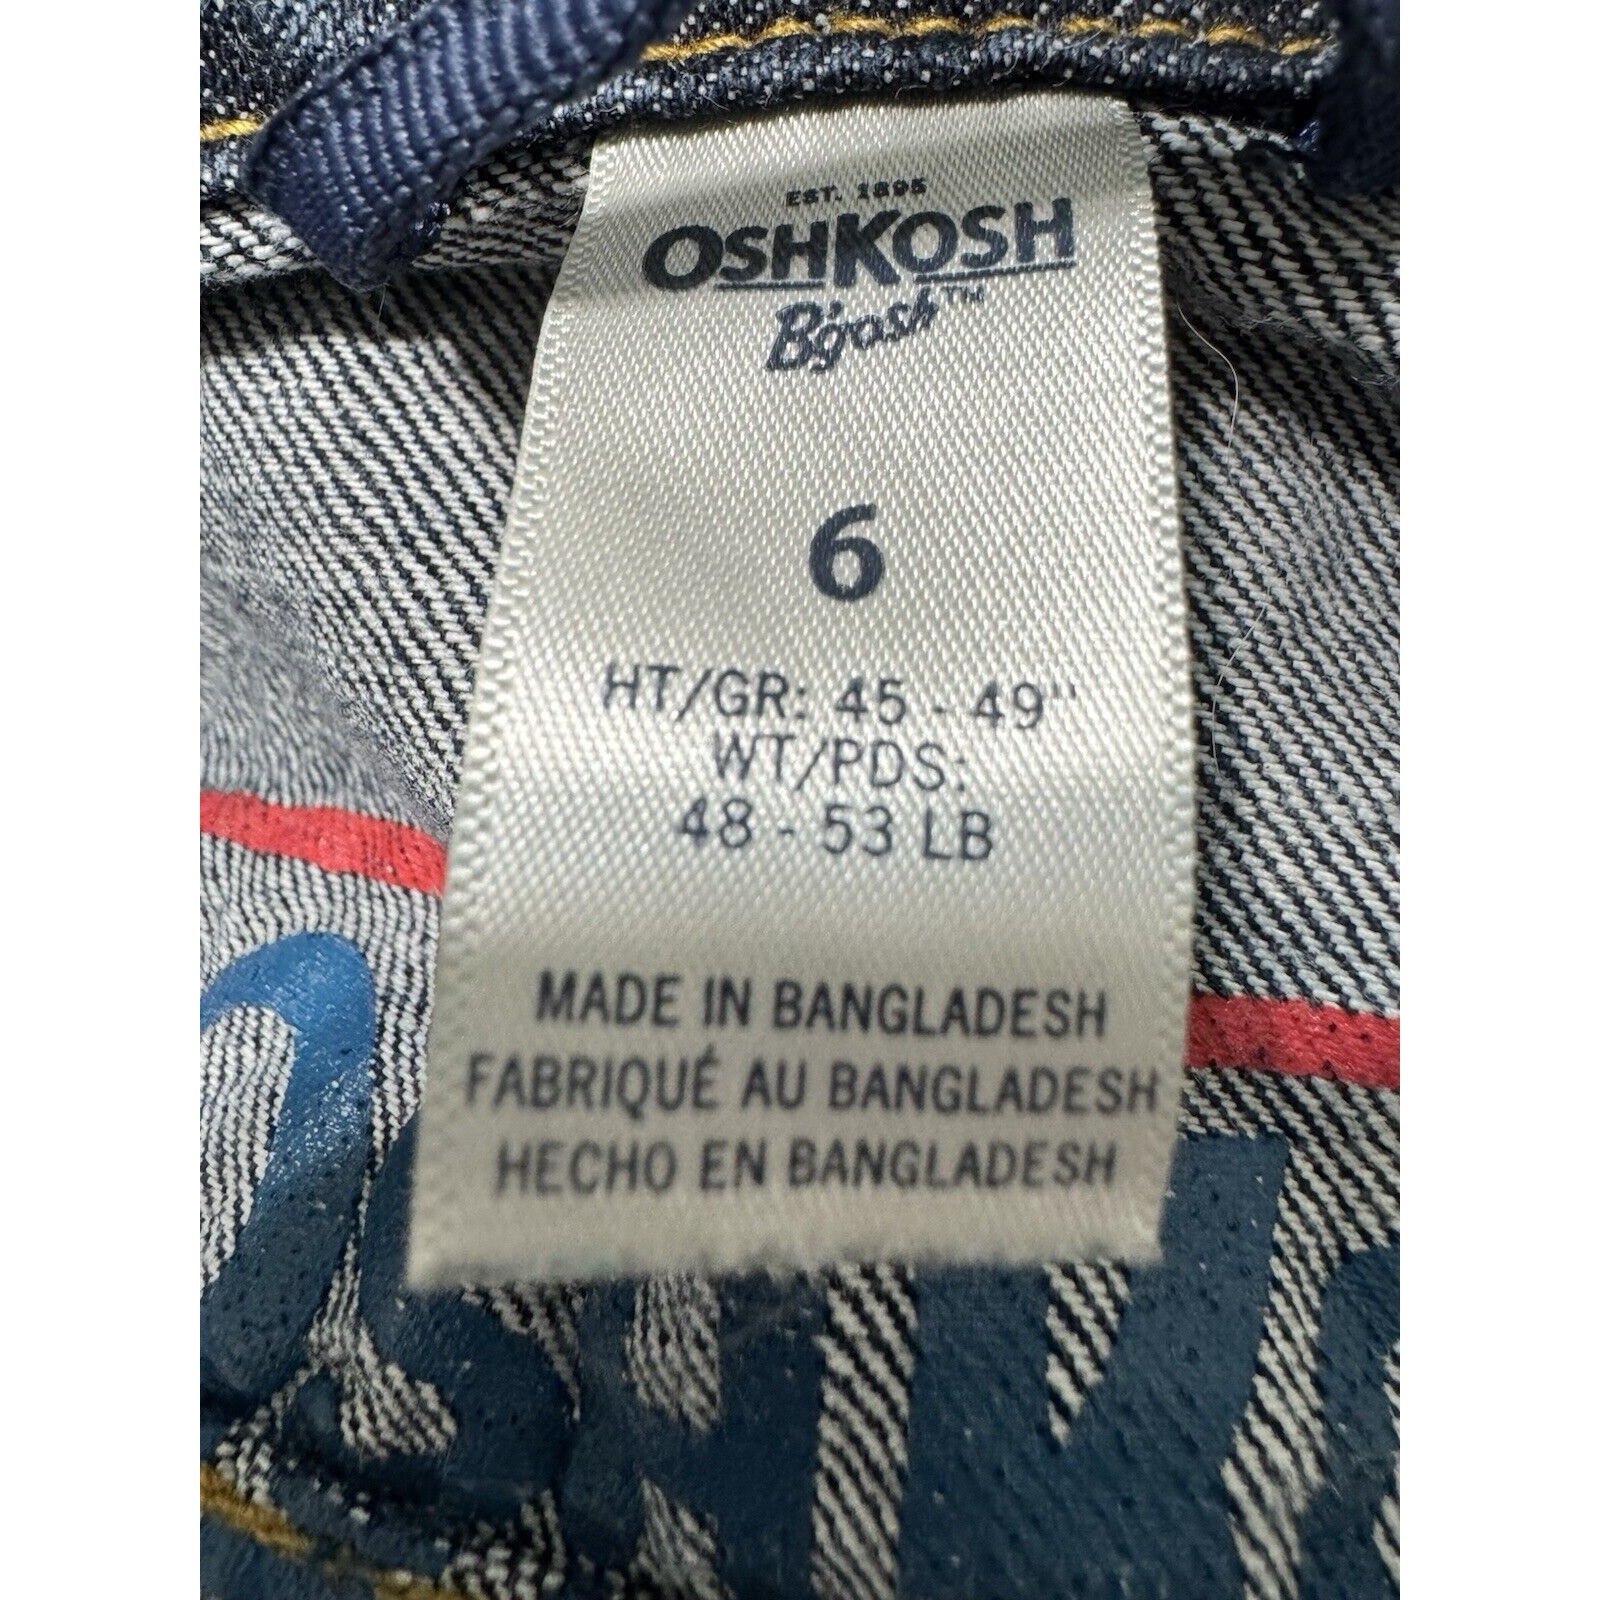 EST. 1895
OSHKOSH
B'gosh™
6
HT/GR: 45 - 49"
WT/PDS:
48 - 53 LB
MADE IN BANGLADESH
FABRIQUÉ AU BANGLADESH
HECHO EN BANGLADESH